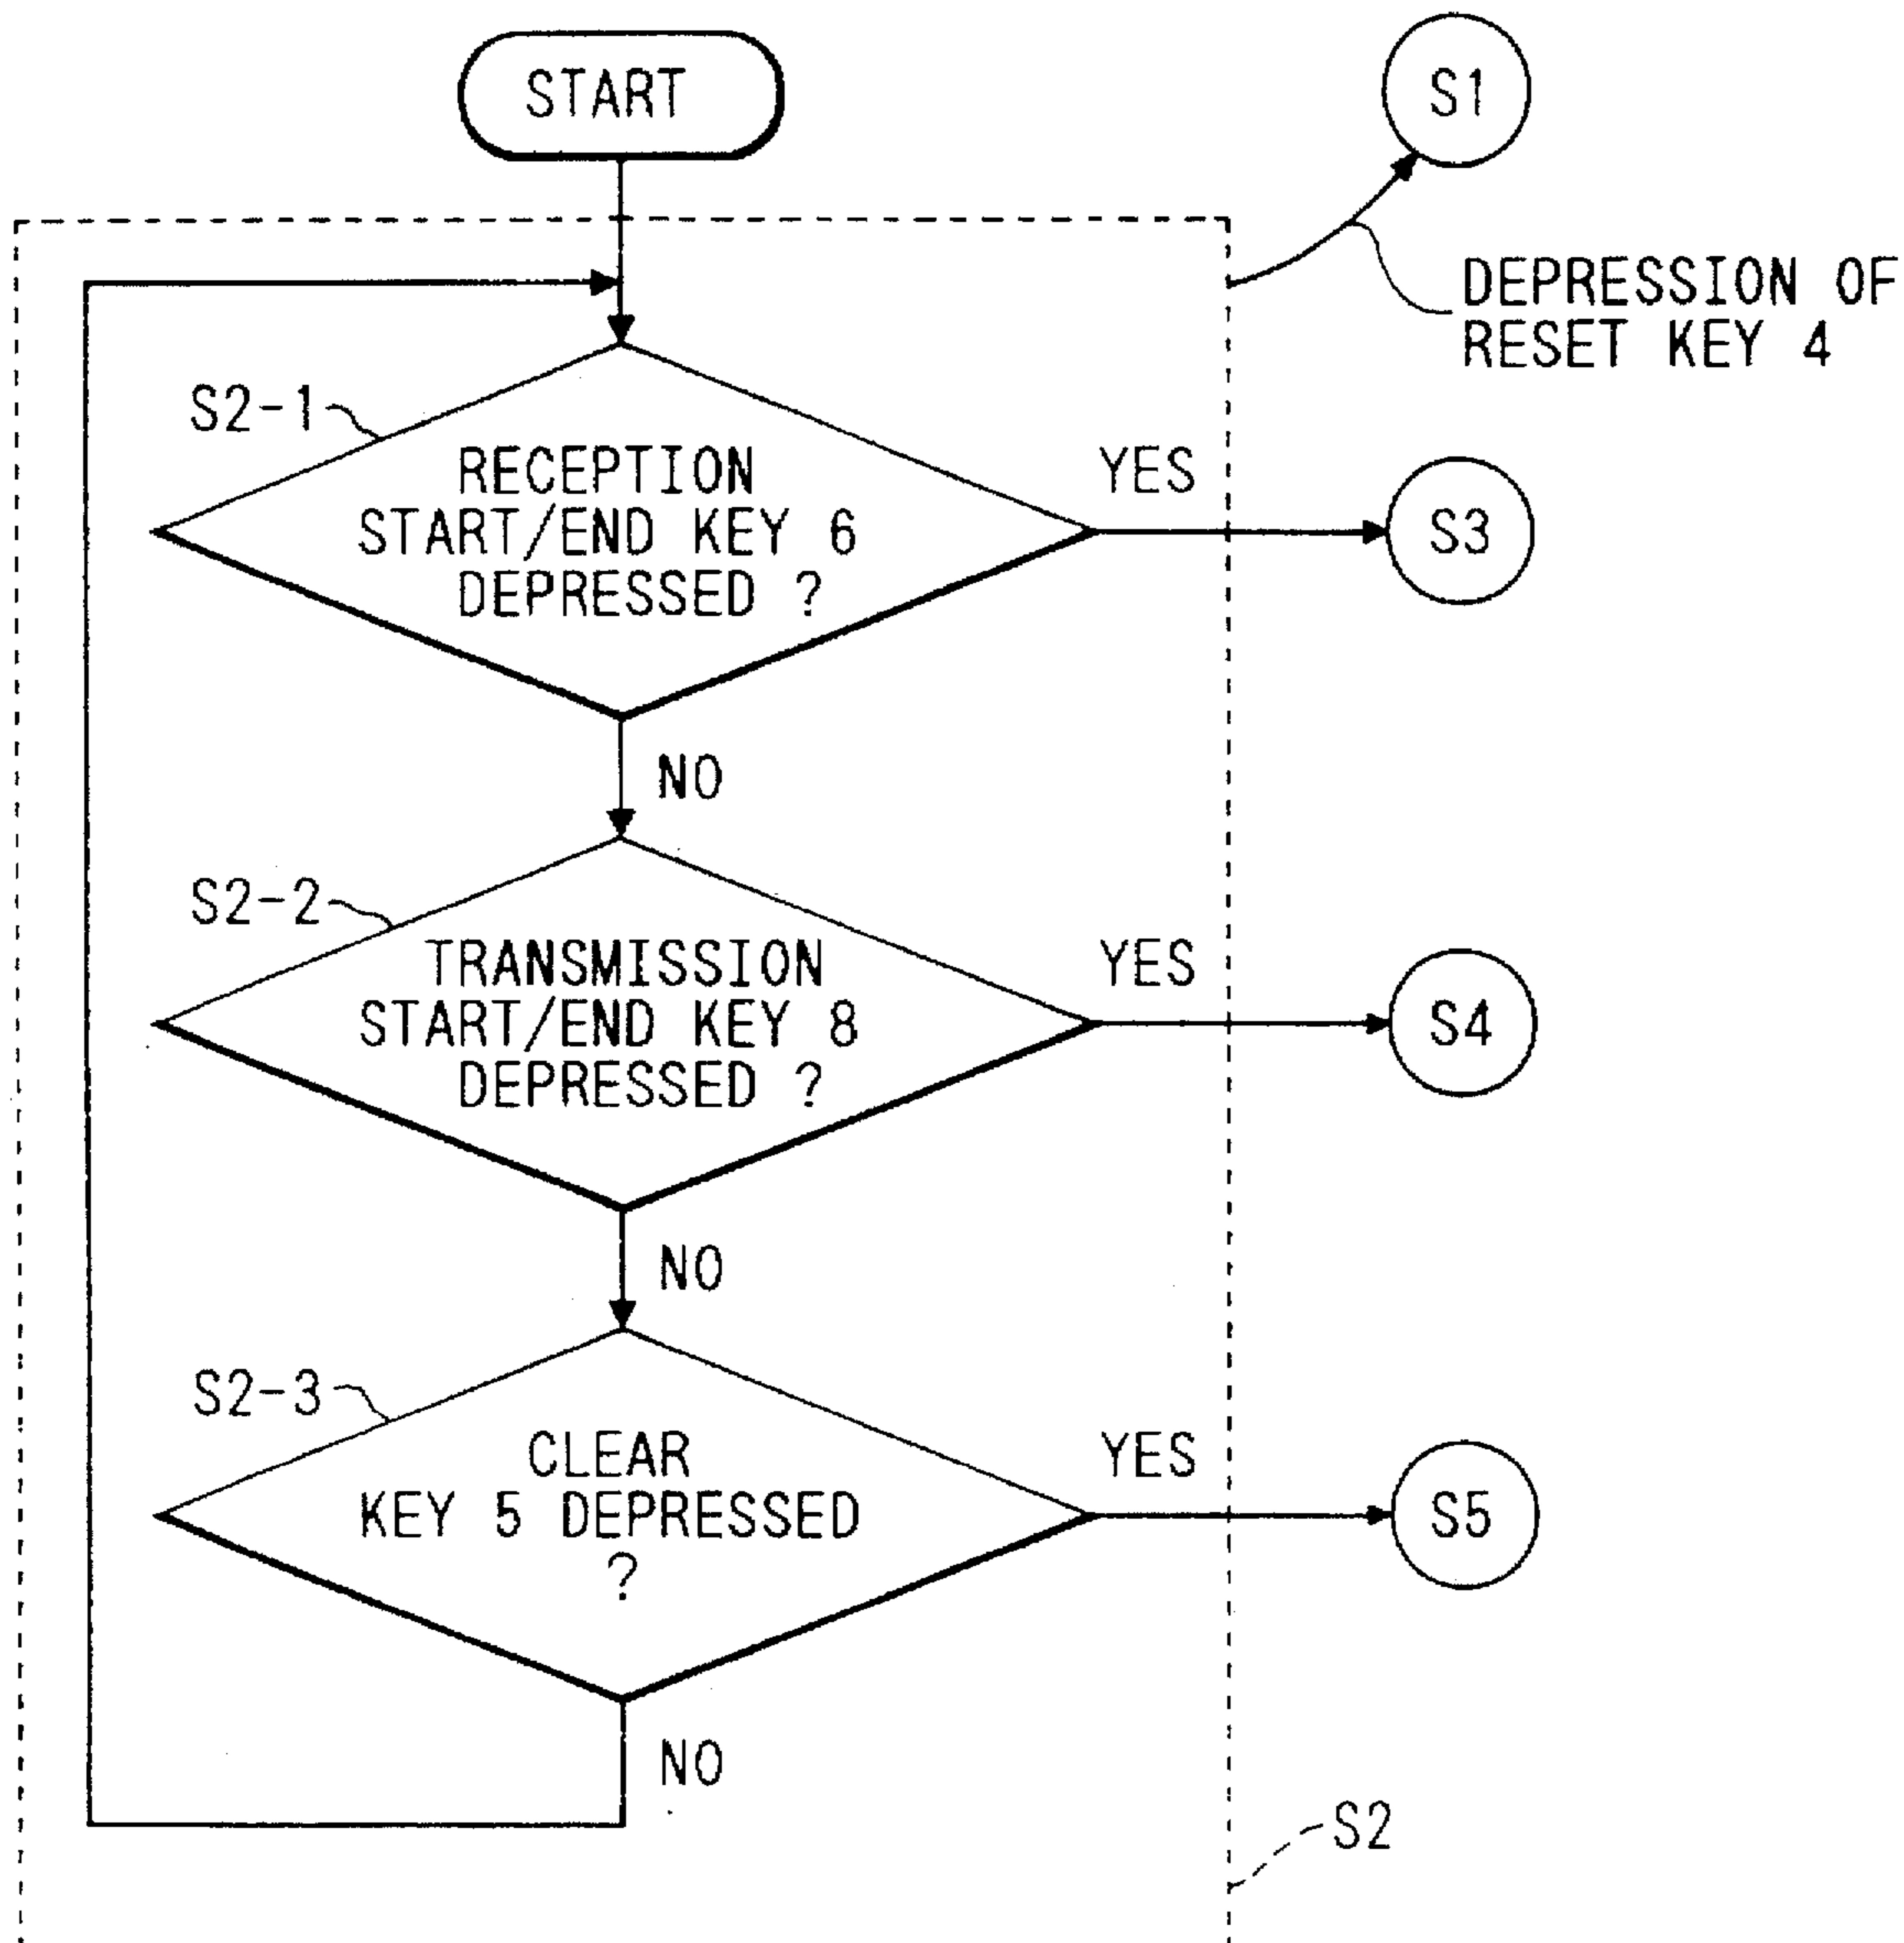 START
S1
DEPRESSION OF
RESET KEY 4
S2-1
RECEPTION
START/END KEY 6
DEPRESSED ?
YES
S3
NO
S2-2
TRANSMISSION
START/END KEY 8
DEPRESSED ?
YES
S4
NO
S2-3
CLEAR
KEY 5 DEPRESSED
?
YES
S5
NO
S2